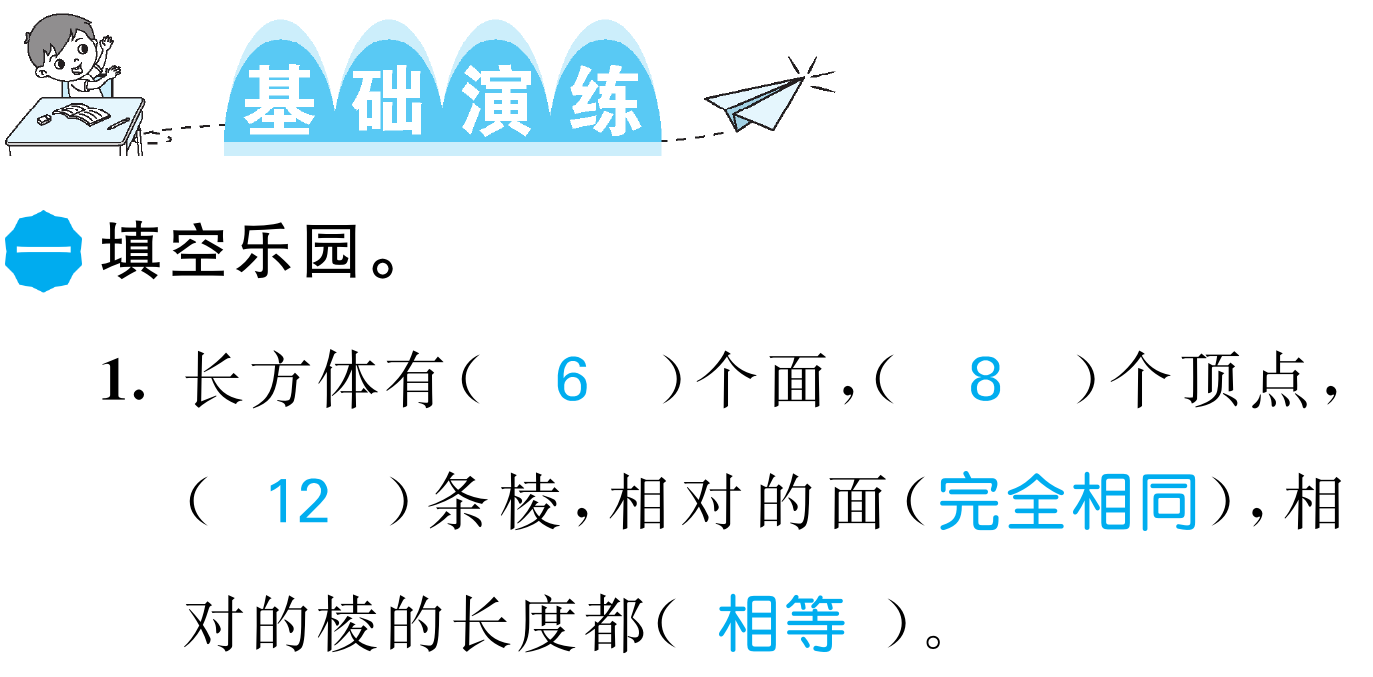 基础演练
一 填空乐园。
1. 长方体有( 6 )个面,( 8 )个顶点,
( 12 )条棱,相对的面(完全相同),相
对的棱的长度都( 相等 )。